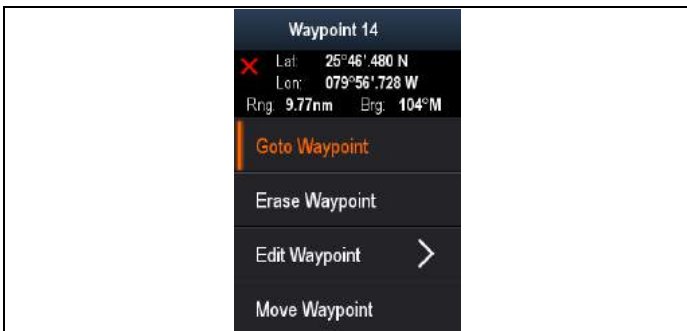 Waypoint 14
Lat: 25°46'.480 N
Lon: 079°56'.728 W
Rng: 9.77nm Brg: 104°M
Goto Waypoint
Erase Waypoint
Edit Waypoint
Move Waypoint